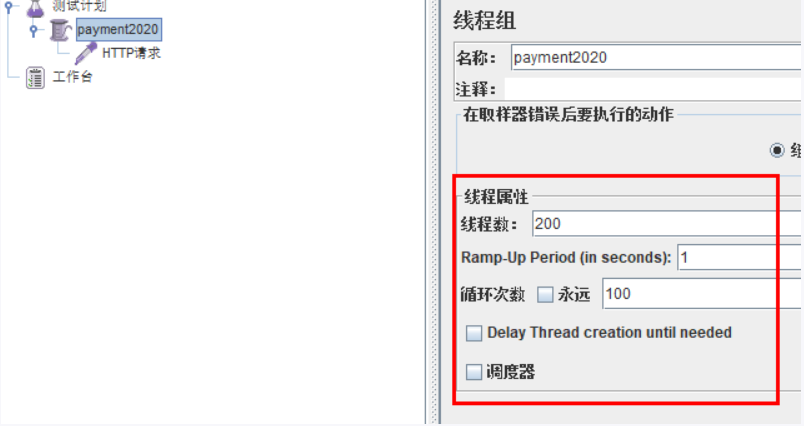 测试计划
payment2020
HTTP请求
工作台
线程组
名称： payment2020
注释：
在取样器错误后要执行的动作
线程属性
线程数： 200
Ramp-Up Period (in seconds): 1
循环次数 永远 100
Delay Thread creation until needed
调度器